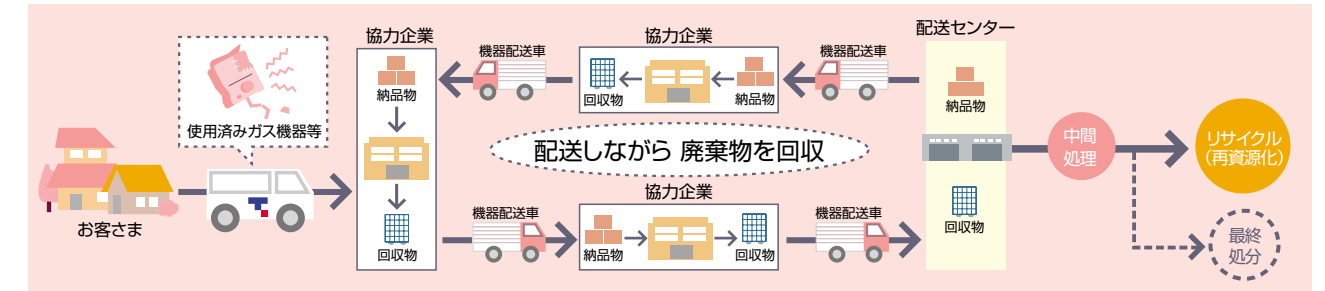 使用済みガス機器等
お客さま
協力企業
納品物
回収物
機器配送車
協力企業
回収物
納品物
機器配送車
配送センター
納品物
回収物
配送しながら 廃棄物を回収
機器配送車
協力企業
納品物
回収物
機器配送車
中間
処理
リサイクル
(再資源化)
最終
処分